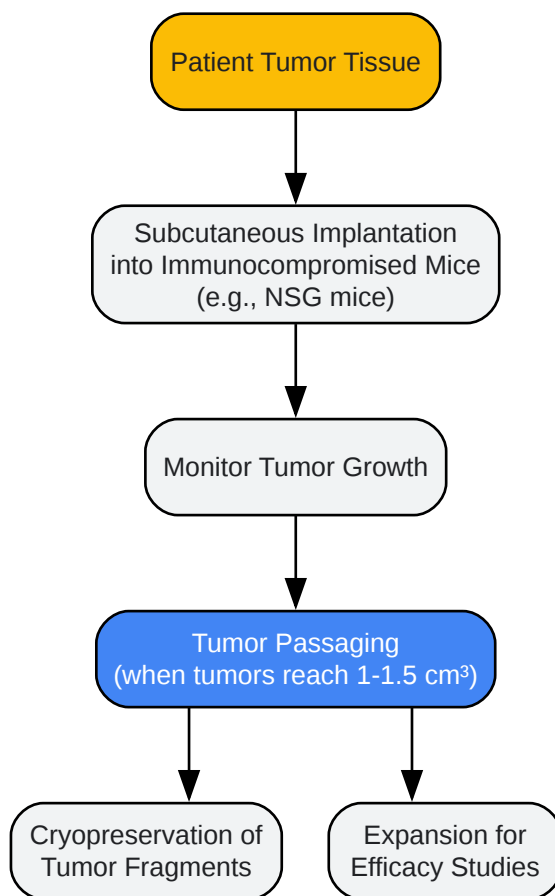 Patient Tumor Tissue
Subcutaneous Implantation
into Immunocompromised Mice
(e.g., NSG mice)
Monitor Tumor Growth
Tumor Passaging
(when tumors reach 1-1.5 cm³)
Cryopreservation of
Tumor Fragments
Expansion for
Efficacy Studies